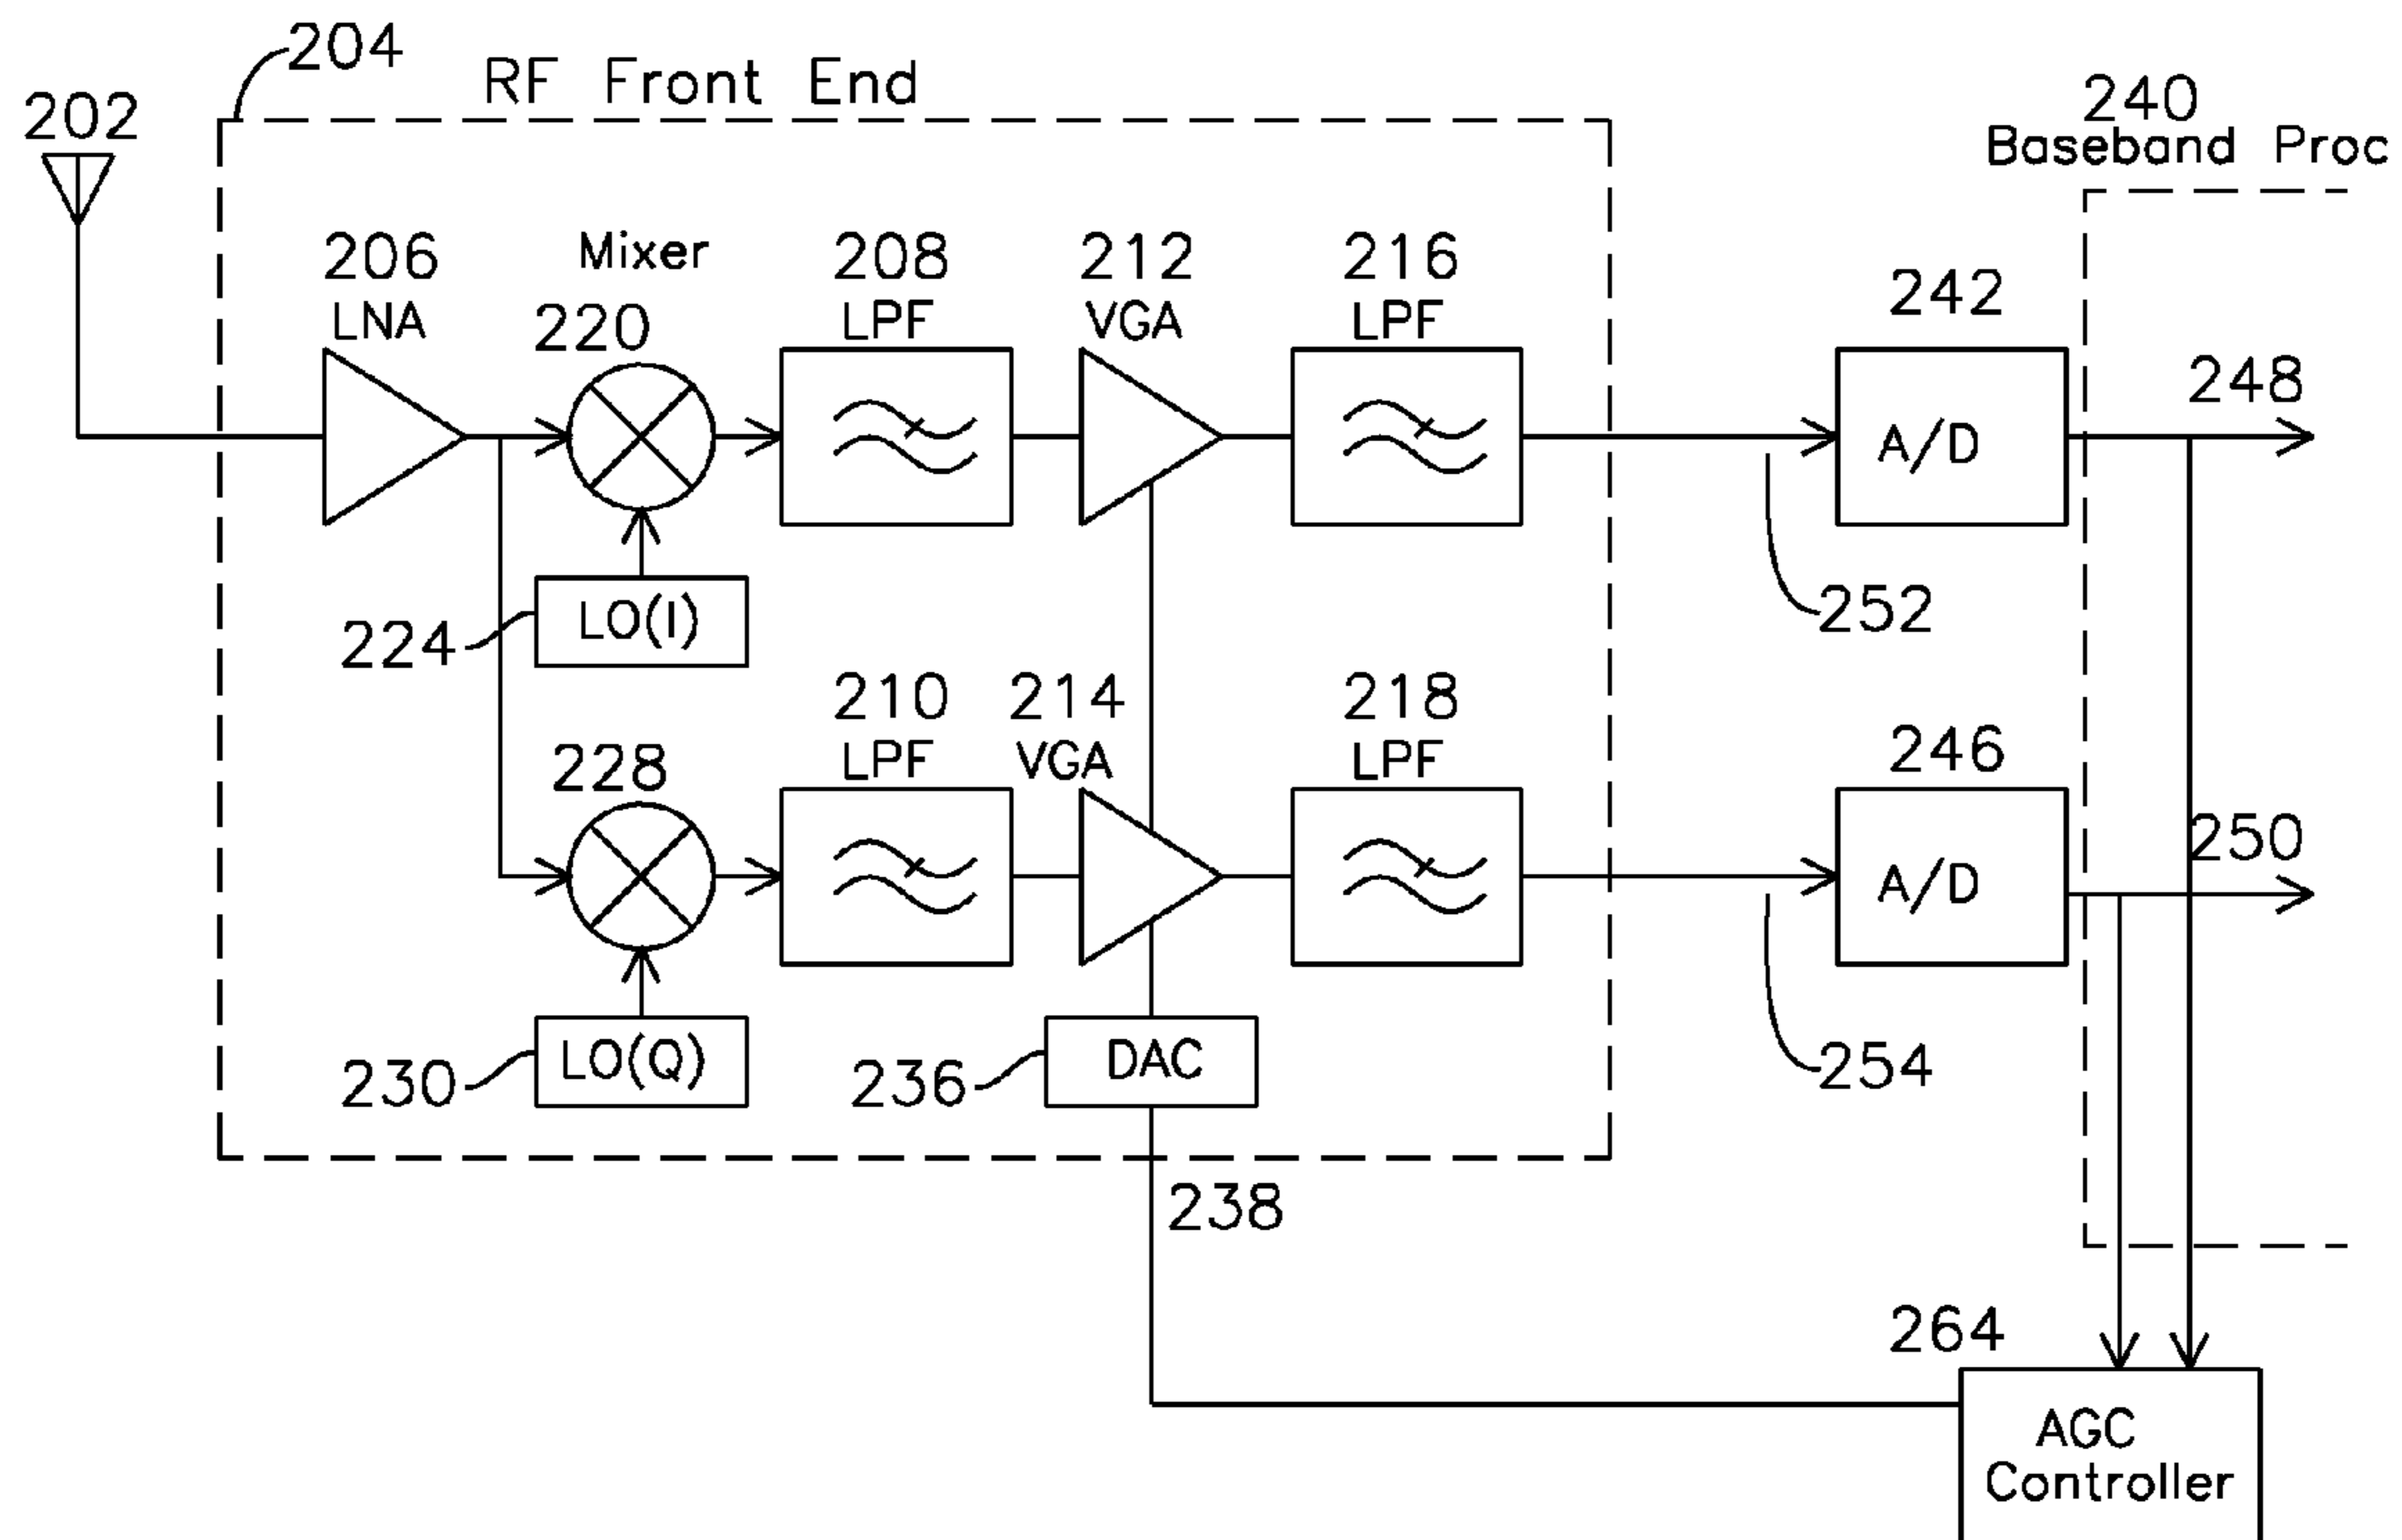 204
RF Front End
202
240
Baseband Proc
206
LNA
Mixer
220
208
LPF
212
VGA
216
LPF
242
A/D
248
224
LO(I)
252
228
210
LPF
214
VGA
218
LPF
246
A/D
250
230
LO(Q)
236
DAC
254
238
264
AGC
Controller